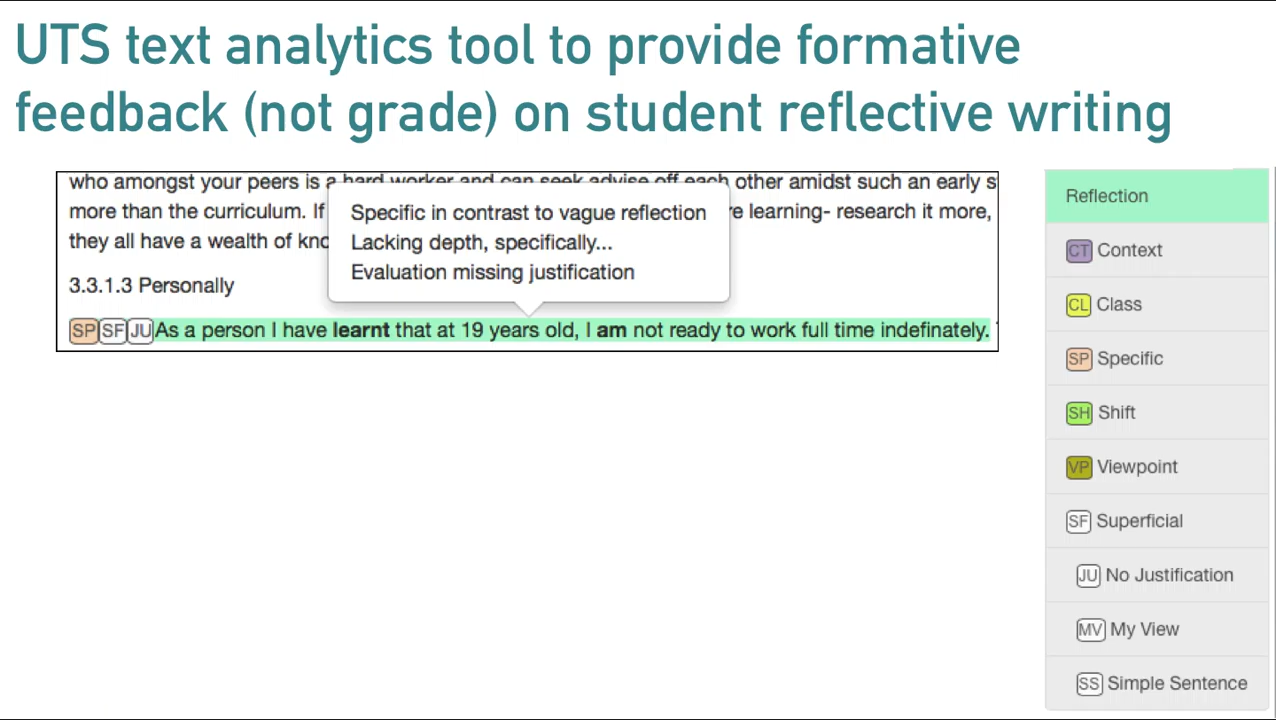 UTS text analytics tool to provide formative
feedback (not grade) on student reflective writing
who amongst your peers is a hard worker and can seek advise off each other amidst such an early s
Specific in contrast to vague reflection
more than the curriculum. If
re learning- research it more,
Lacking depth, specifically...
they all have a wealth of kno
Evaluation missing justification
3.3.1.3 Personally
SP SF JU As a person I have learnt that at 19 years old, I am not ready to work full time indefinately.
Reflection
CT Context
CL Class
SP Specific
SH Shift
VP Viewpoint
SF Superficial
JU No Justification
MV My View
SS Simple Sentence